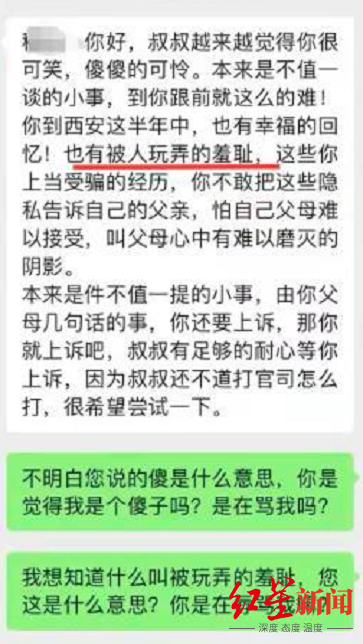 你好，叔叔越来越觉得你很
可笑，傻傻的可怜。本来是不值一
谈的小事，到你跟前就这么的难！
你到西安这半年中，也有幸福的回
忆！也有被人玩弄的羞耻，这些你
上当受骗的经历，你不敢把这些隐
私告诉自己的父亲，怕自己父母难
以接受，叫父母心中有难以磨灭的
阴影。
本来是件不值一提的小事，由你父
母几句话的事，你还要上诉，那你
就上诉吧，叔叔有足够的耐心等你
上诉，因为叔叔还不道打官司怎么
打，很希望尝试一下。
不明白您说的傻是什么意思，你是
觉得我是个傻子吗？是在骂我吗？
我想知道什么叫被玩弄的羞耻，您
这是什么意思？你是在辱骂我
红星新闻
深度 态度 温度